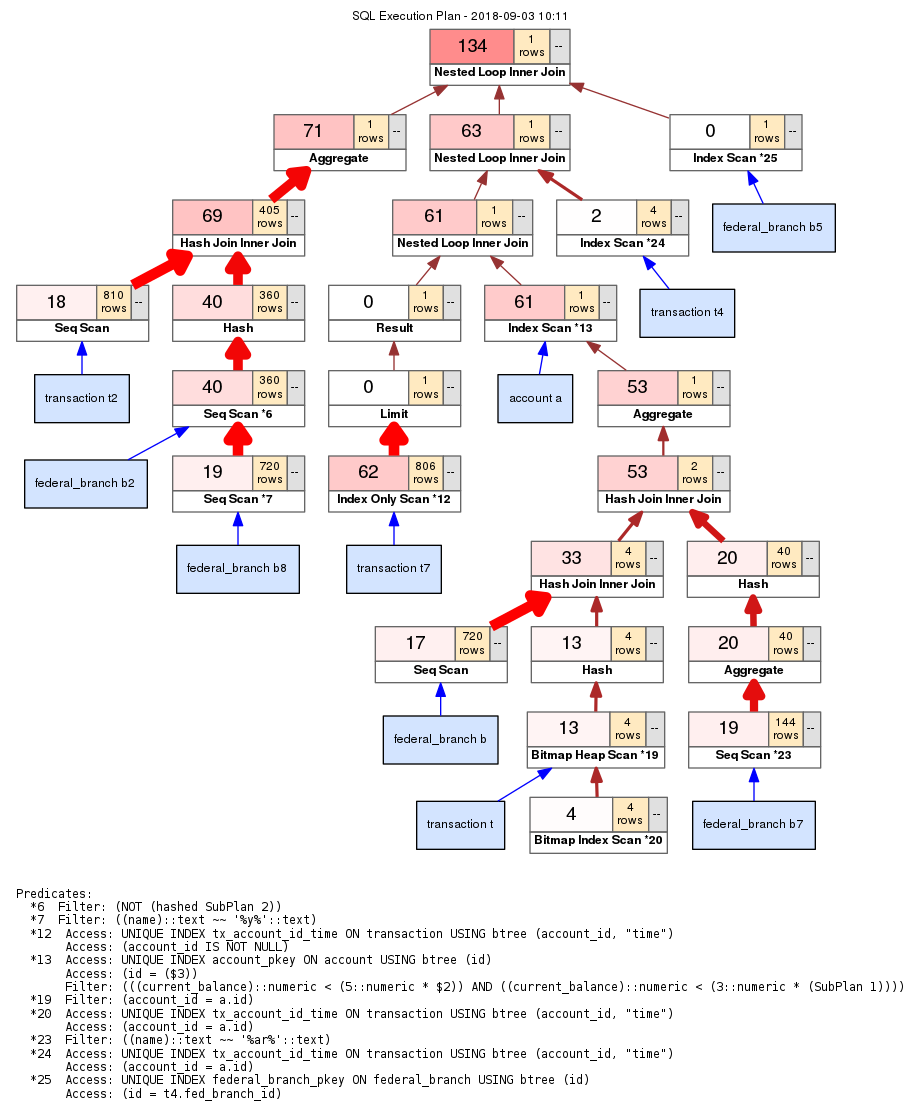 SQL Execution Plan - 2018-09-03 10:11
134
1
rows
--
Nested Loop Inner Join
71
1
rows
--
Aggregate
63
1
rows
--
Nested Loop Inner Join
0
1
rows
--
Index Scan *25
69
405
rows
--
Hash Join Inner Join
61
1
rows
--
Nested Loop Inner Join
2
4
rows
--
Index Scan *24
federal_branch b5
18
810
rows
--
Seq Scan
40
360
rows
--
Hash
0
1
rows
--
Result
61
1
rows
--
Index Scan *13
transaction t4
transaction t2
40
360
rows
--
Seq Scan *6
0
1
rows
--
Limit
account a
53
1
rows
--
Aggregate
federal_branch b2
19
720
rows
--
Seq Scan *7
62
806
rows
--
Index Only Scan *12
53
2
rows
--
Hash Join Inner Join
federal_branch b8
transaction t7
33
4
rows
--
Hash Join Inner Join
20
40
rows
--
Hash
17
720
rows
--
Seq Scan
13
4
rows
--
Hash
20
40
rows
--
Aggregate
federal_branch b
13
4
rows
--
Bitmap Heap Scan *19
19
144
rows
--
Seq Scan *23
transaction t
4
4
rows
--
Bitmap Index Scan *20
federal_branch b7
Predicates:
*6 Filter: (NOT (hashed SubPlan 2))
*7 Filter: ((name)::text ~~ '%y%'::text)
*12 Access: UNIQUE INDEX tx_account_id_time ON transaction USING btree (account_id, "time")
Access: (account_id IS NOT NULL)
*13 Access: UNIQUE INDEX account_pkey ON account USING btree (id)
Access: (id = ($3))
Filter: (((current_balance)::numeric < (5::numeric * $2)) AND ((current_balance)::numeric < (3::numeric * (SubPlan 1))))
*19 Filter: (account_id = a.id)
*20 Access: UNIQUE INDEX tx_account_id_time ON transaction USING btree (account_id, "time")
Access: (account_id = a.id)
*23 Filter: ((name)::text ~~ '%ar%'::text)
*24 Access: UNIQUE INDEX tx_account_id_time ON transaction USING btree (account_id, "time")
Access: (account_id = a.id)
*25 Access: UNIQUE INDEX federal_branch_pkey ON federal_branch USING btree (id)
Access: (id = t4.fed_branch_id)